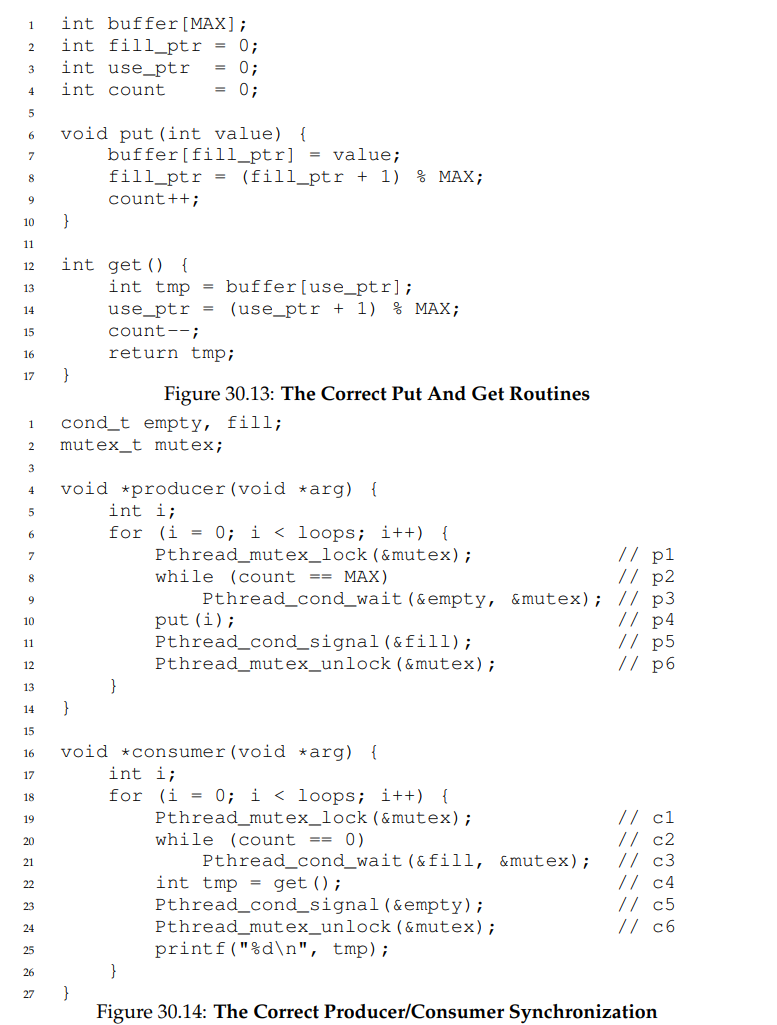 1 int buffer[MAX];
2 int fill_ptr = 0;
3 int use_ptr  = 0;
4 int count    = 0;
5
6 void put(int value) {
7     buffer[fill_ptr] = value;
8     fill_ptr = (fill_ptr + 1) % MAX;
9     count++;
10 }
11
12 int get() {
13     int tmp = buffer[use_ptr];
14     use_ptr = (use_ptr + 1) % MAX;
15     count--;
16     return tmp;
17 }
Figure 30.13: The Correct Put And Get Routines
1 cond_t empty, fill;
2 mutex_t mutex;
3
4 void *producer(void *arg) {
5     int i;
6     for (i = 0; i < loops; i++) {
7         Pthread_mutex_lock(&mutex);            // p1
8         while (count == MAX)                   // p2
9             Pthread_cond_wait(&empty, &mutex); // p3
10         put(i);                                // p4
11         Pthread_cond_signal(&fill);            // p5
12         Pthread_mutex_unlock(&mutex);          // p6
13     }
14 }
15
16 void *consumer(void *arg) {
17     int i;
18     for (i = 0; i < loops; i++) {
19         Pthread_mutex_lock(&mutex);            // c1
20         while (count == 0)                     // c2
21             Pthread_cond_wait(&fill, &mutex);  // c3
22         int tmp = get();                       // c4
23         Pthread_cond_signal(&empty);           // c5
24         Pthread_mutex_unlock(&mutex);          // c6
25         printf("%d\n", tmp);
26     }
27 }
Figure 30.14: The Correct Producer/Consumer Synchronization